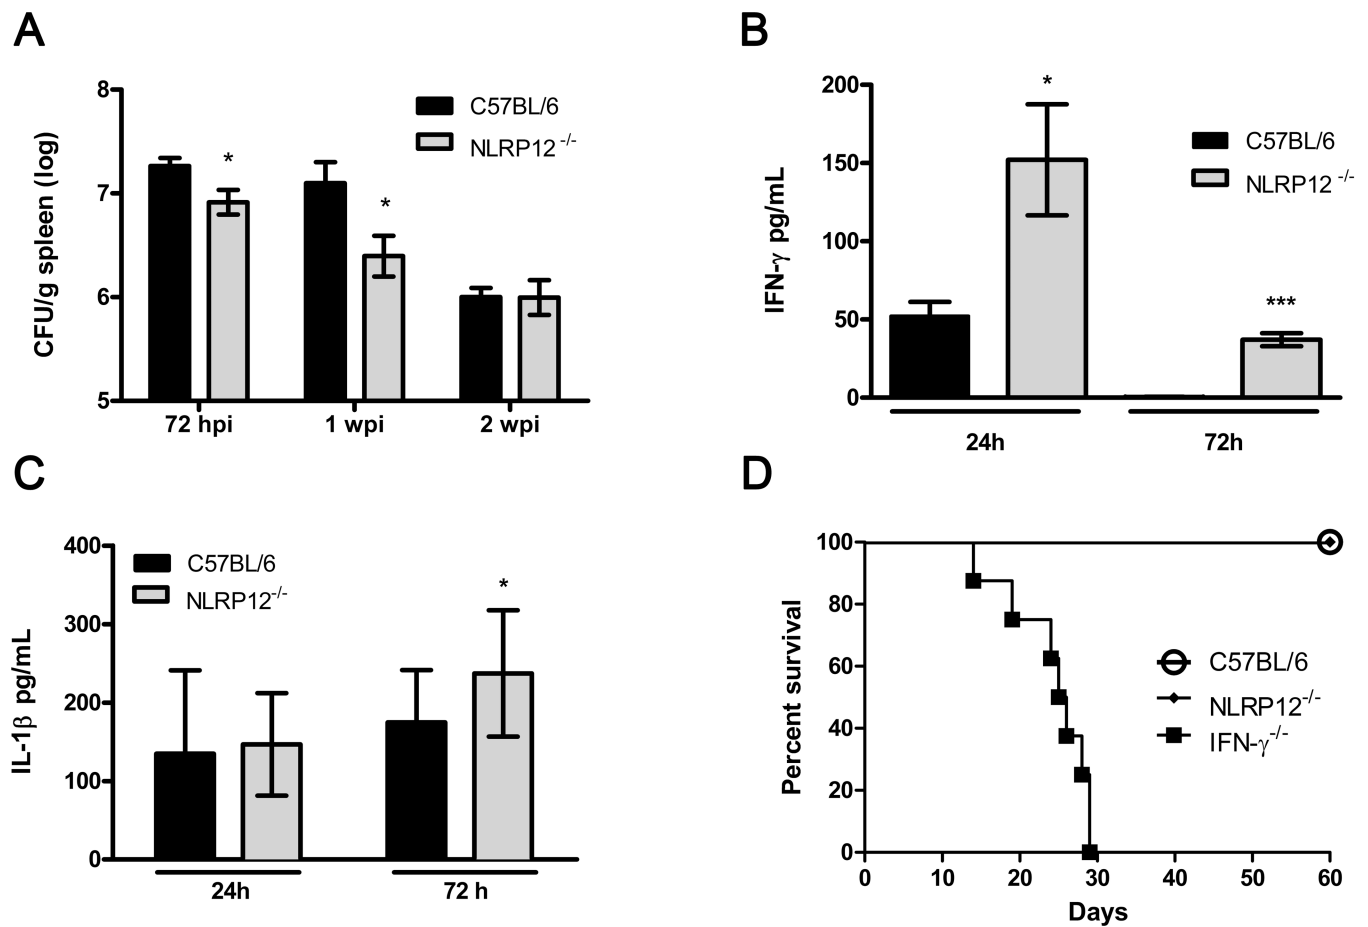 A
CFU/g spleen (log)
8
7
6
5
C57BL/6
NLRP12 -/-
*
*
72 hpi
1 wpi
2 wpi
B
IFN-γ pg/mL
200
150
100
50
0
C57BL/6
NLRP12 -/-
*
***
24h
72h
C
IL-1β pg/mL
400
300
200
100
0
C57BL/6
NLRP12-/-
*
24h
72 h
D
Percent survival
100
80
60
40
20
0
0 10 20 30 40 50 60
Days
C57BL/6
NLRP12-/-
IFN-γ-/-